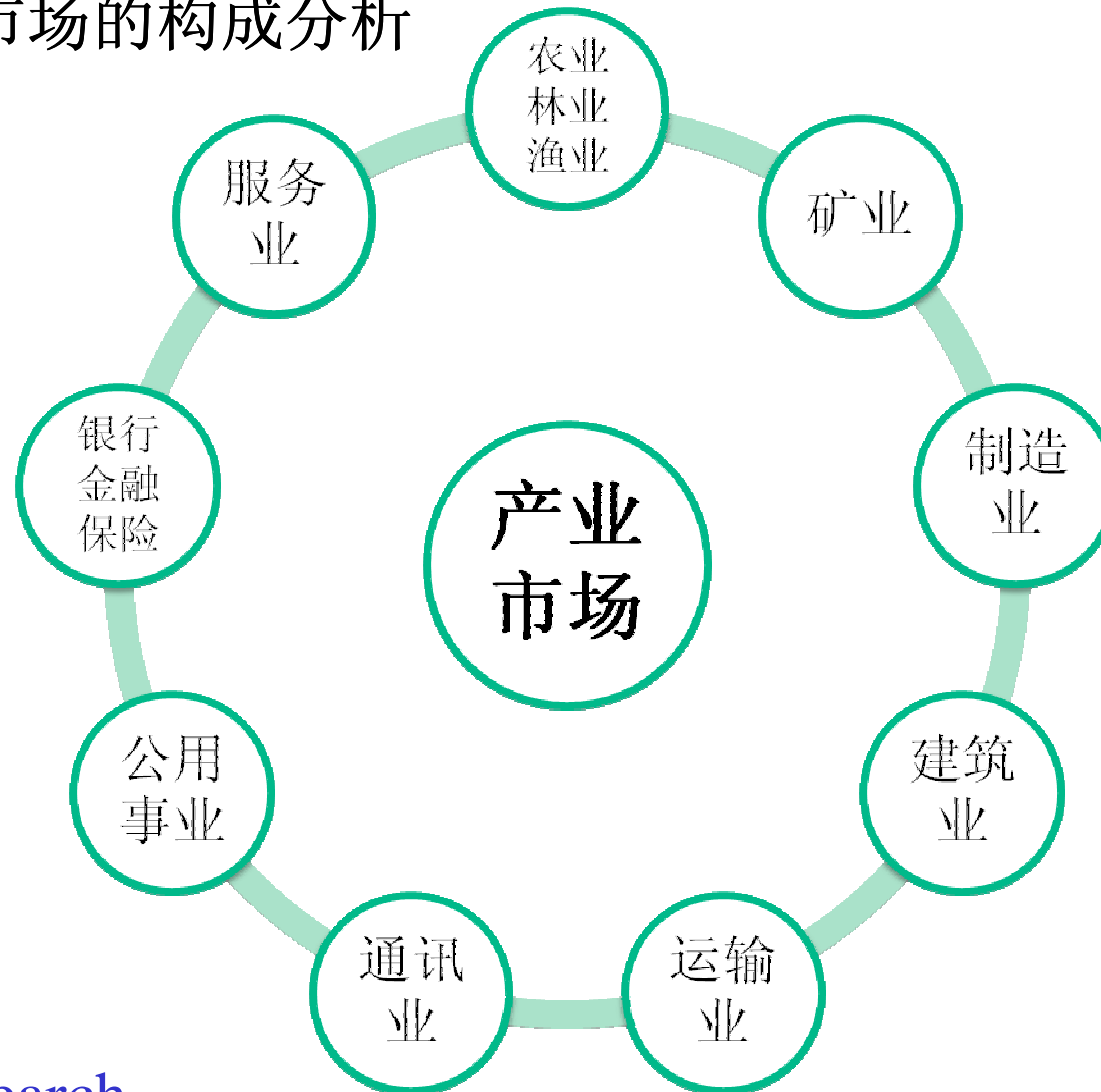 市场的构成分析
农业
林业
渔业
矿业
制造
业
建筑
业
运输
业
通讯
业
公用
事业
银行
金融
保险
服务
业
产业
市场